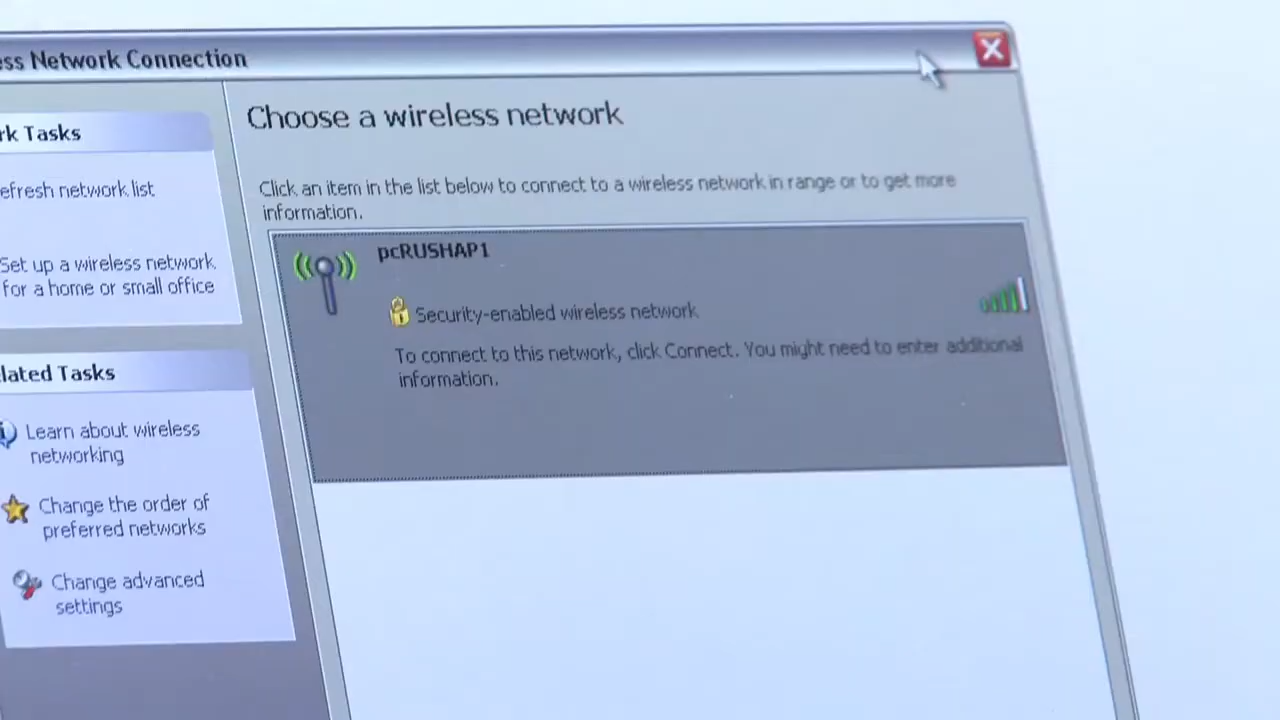 ess Network Connection
rk Tasks
efresh network list
Set up a wireless network
for a home or small office
lated Tasks
Learn about wireless
networking
Change the order of
preferred networks
Change advanced
settings
Choose a wireless network
Click an item in the list below to connect to a wireless network in range or to get more
information.
pcRUSHAP1
Security-enabled wireless network
To connect to this network, click Connect. You might need to enter additional
information.